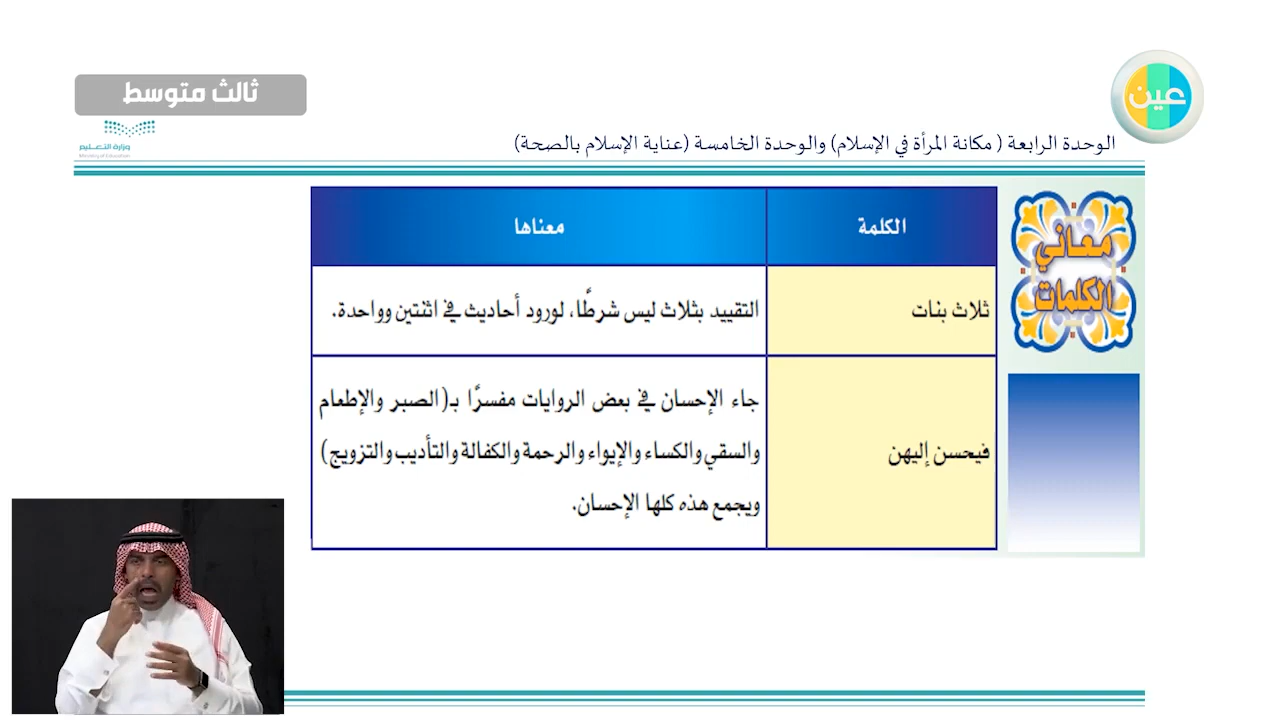 ثالث متوسط
عين
وزارة التعليم
Ministry of Education
الوحدة الرابعة ( مكانة المرأة في الإسلام) والوحدة الخامسة (عناية الإسلام بالصحة)
معاني
الكلمات
الكلمة
معناها
ثلاث بنات
التقييد بثلاث ليس شرطًا، لورود أحاديث في اثنتين وواحدة.
فيحسن إليهن
جاء الإحسان في بعض الروايات مفسرًا بـ(الصبر والإطعام
والسقي والكساء والإيواء والرحمة والكفالة والتأديب والتزويج)
ويجمع هذه كلها الإحسان.